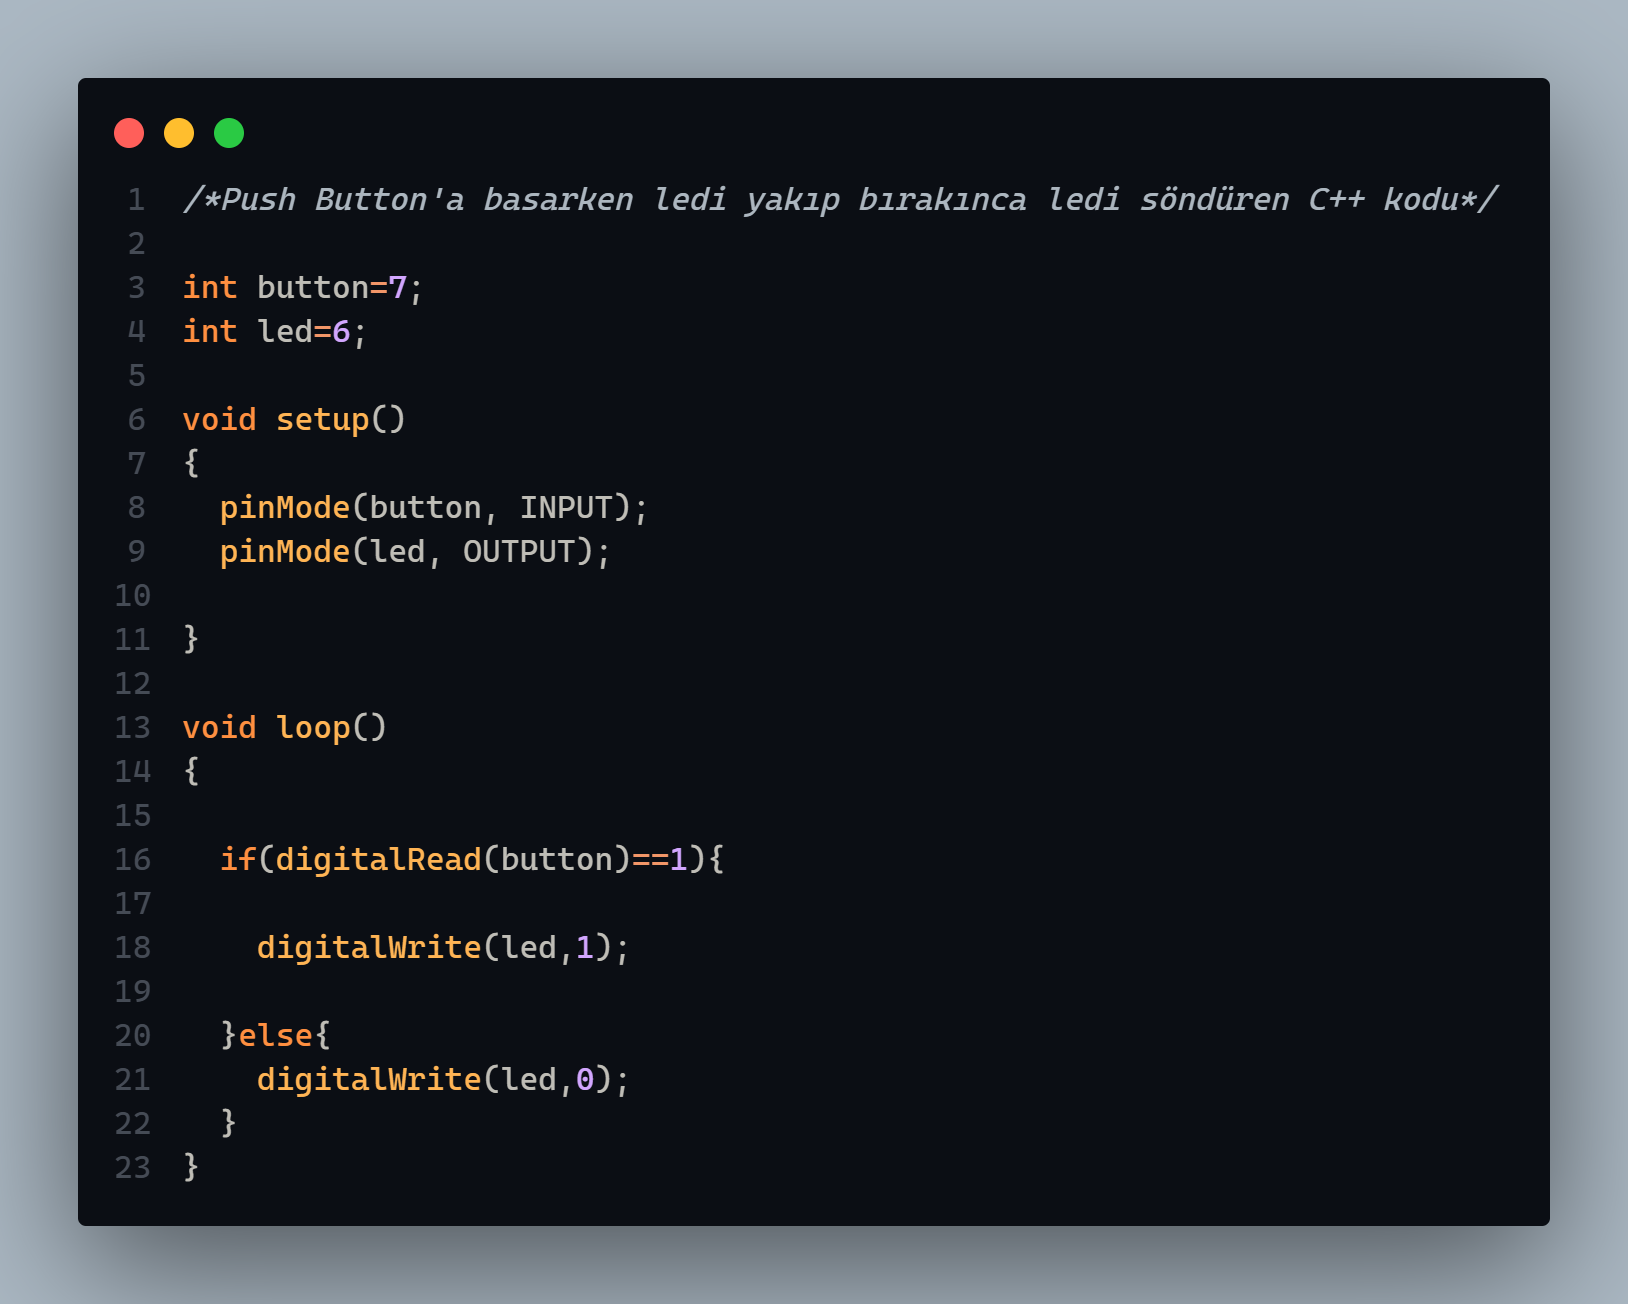 1 /*Push Button'a basarken ledi yakıp bırakınca ledi söndüren C++ kodu*/
2
3 int button=7;
4 int led=6;
5
6 void setup()
7 {
8   pinMode(button, INPUT);
9   pinMode(led, OUTPUT);
10
11 }
12
13 void loop()
14 {
15
16   if(digitalRead(button)==1){
17
18     digitalWrite(led,1);
19
20   }else{
21     digitalWrite(led,0);
22   }
23 }